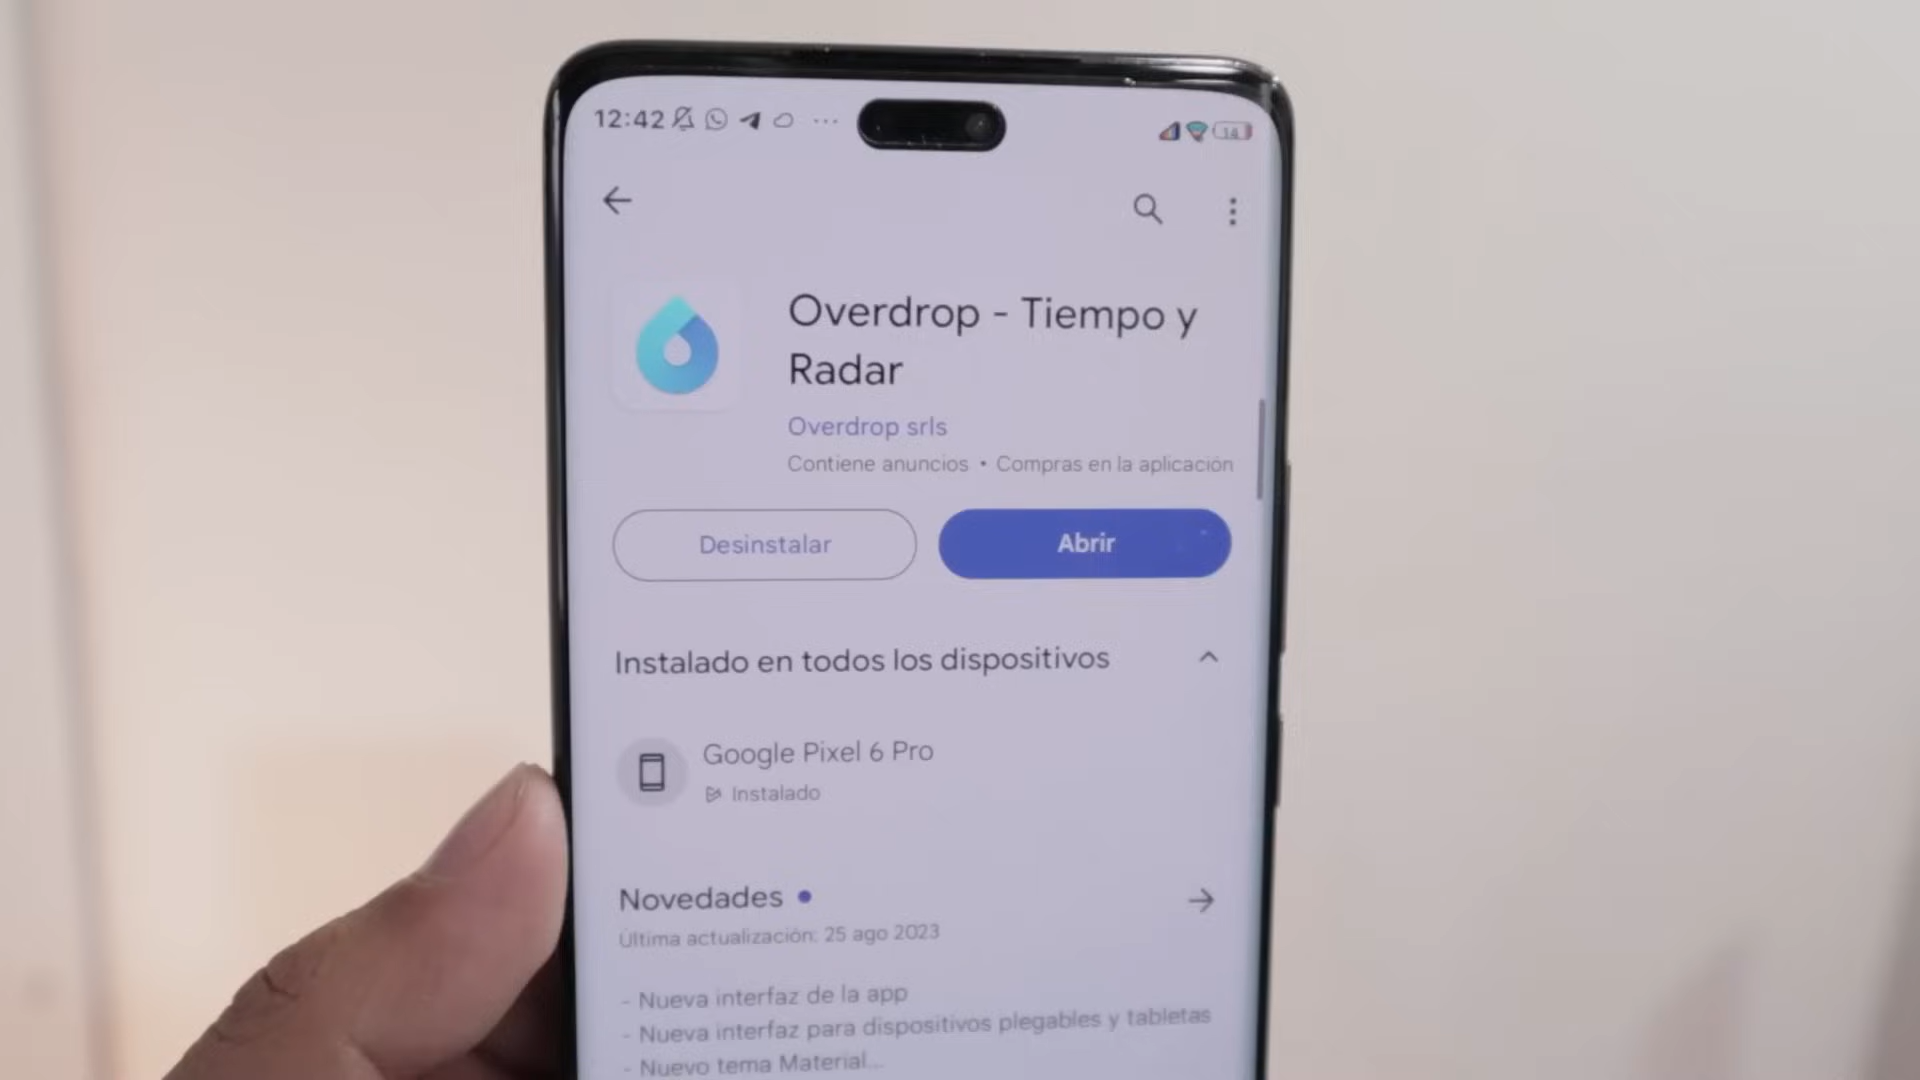 12:42
14
Overdrop - Tiempo y
Radar
Overdrop srls
Contiene anuncios • Compras en la aplicación
Desinstalar
Abrir
Instalado en todos los dispositivos
Google Pixel 6 Pro
Instalado
Novedades •
Última actualización: 25 ago 2023
- Nueva interfaz de la app
- Nueva interfaz para dispositivos plegables y tabletas
- Nuevo tema Material...